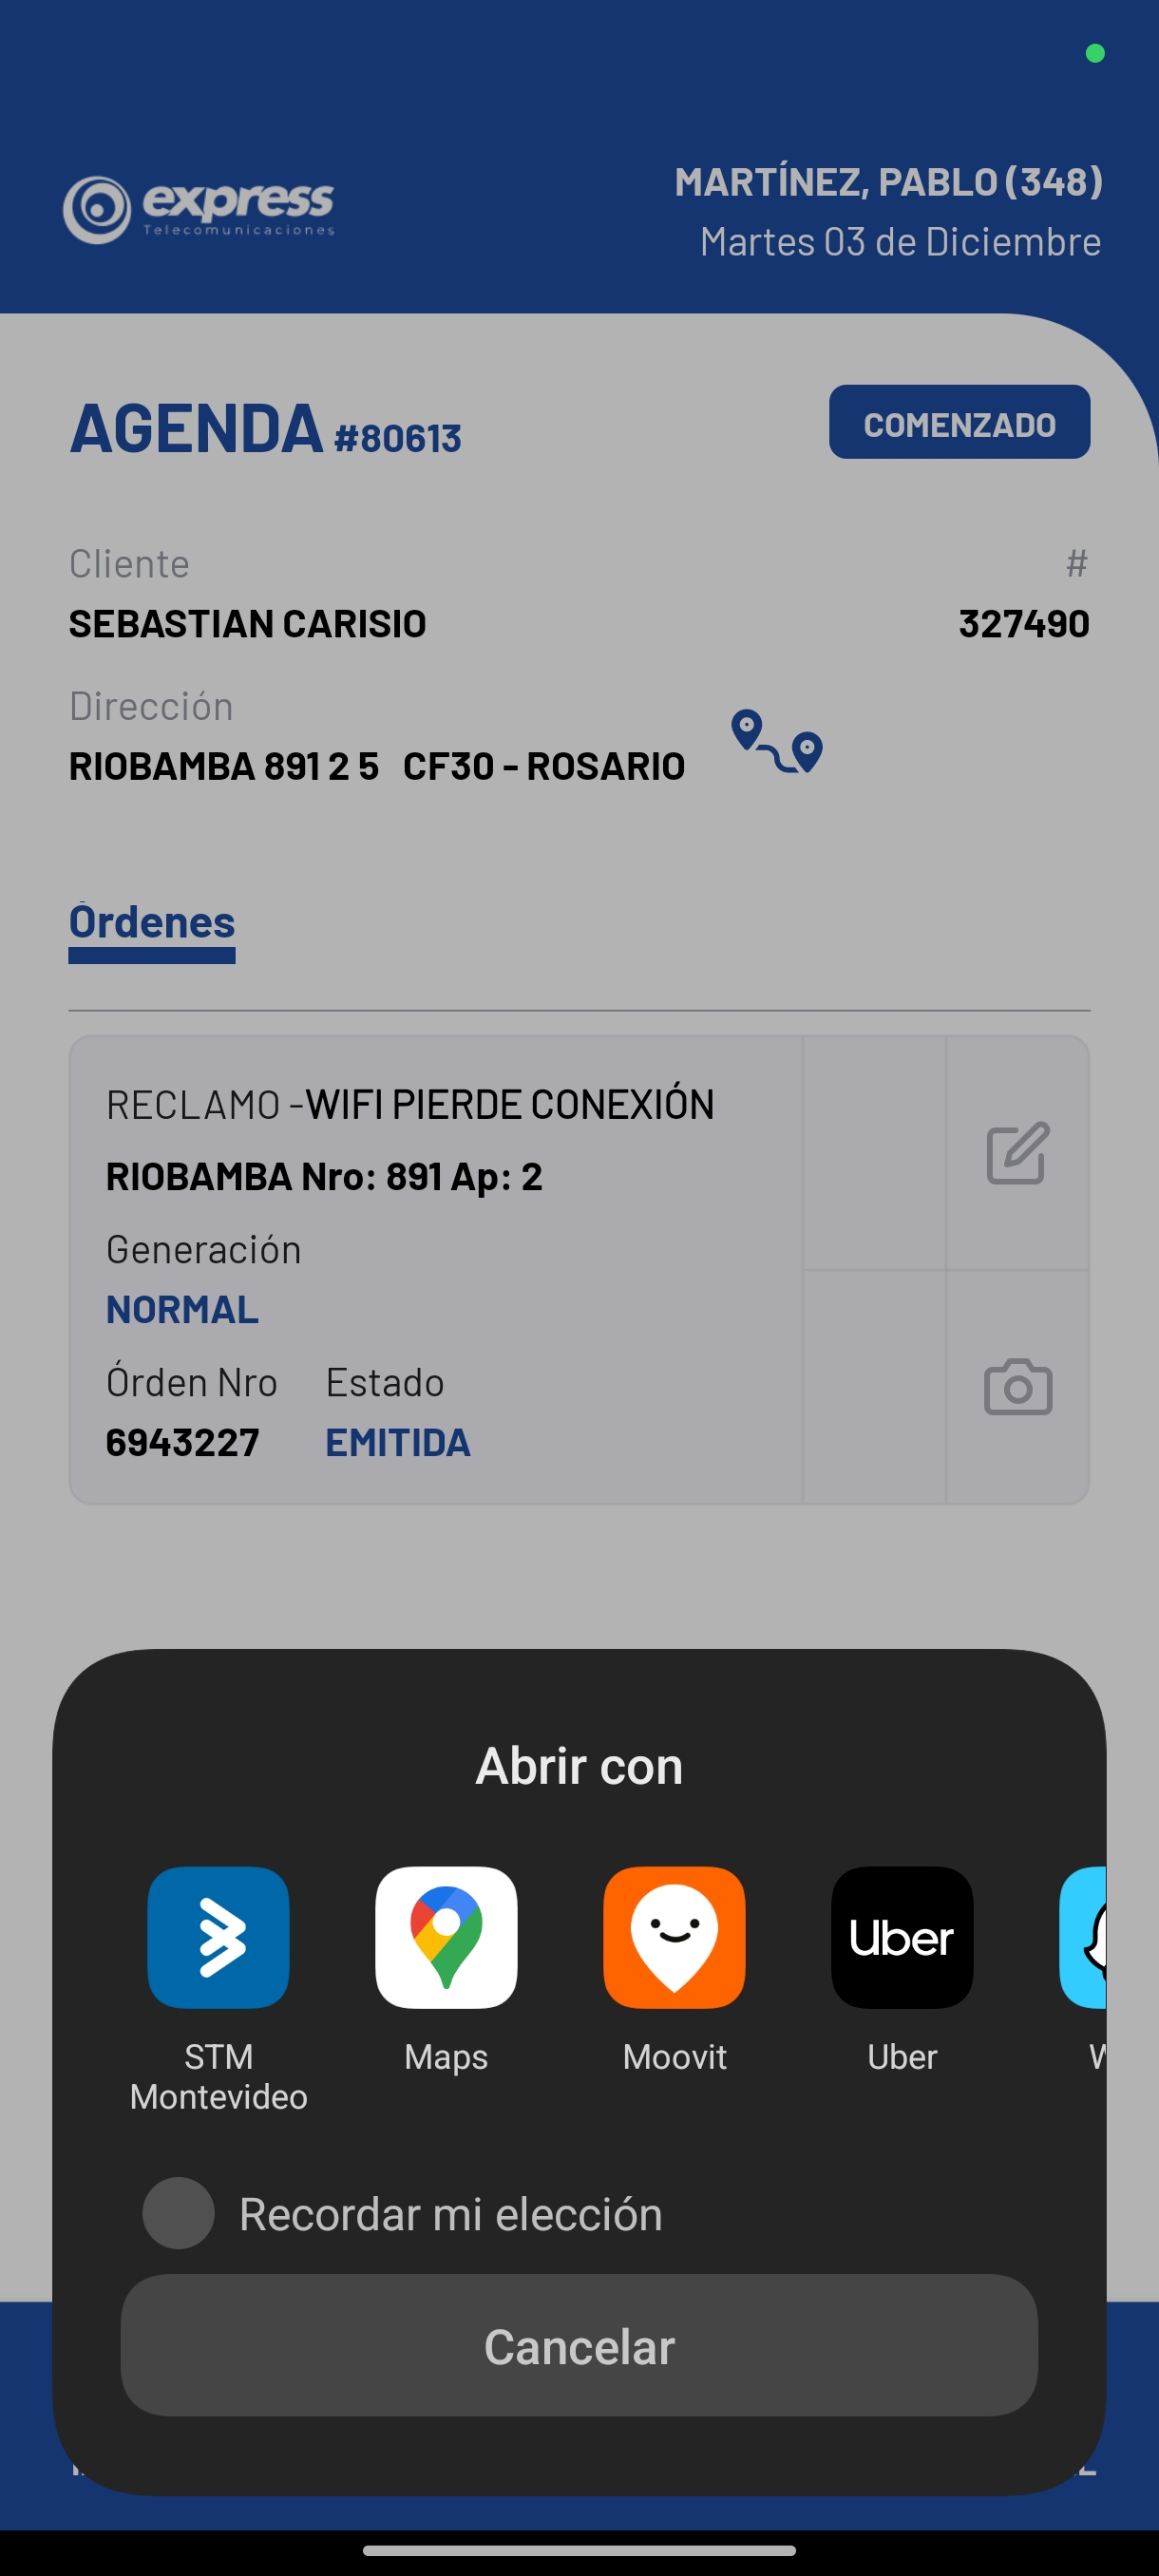 express
Telecomunicaciones
MARTÍNEZ, PABLO (348)
Martes 03 de Diciembre
AGENDA #80613
COMENZADO
Cliente #
SEBASTIAN CARISIO 327490
Dirección
RIOBAMBA 891 2 5 CF30 - ROSARIO
Órdenes
RECLAMO -WIFI PIERDE CONEXIÓN
RIOBAMBA Nro: 891 Ap: 2
Generación
NORMAL
Órden Nro Estado
6943227 EMITIDA
Abrir con
Uber
STM Maps Moovit Uber
Montevideo
Recordar mi elección
Cancelar